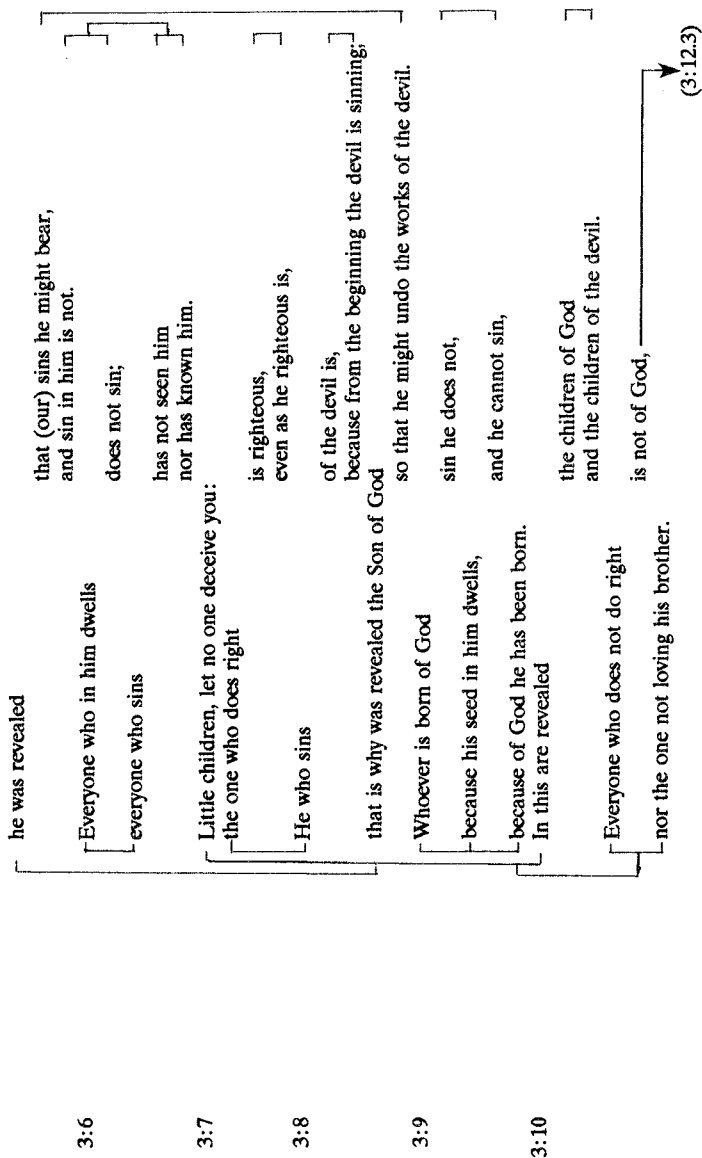 he was revealed
that (our) sins he might bear,
and sin in him is not.
3:6 Everyone who in him dwells
does not sin;
everyone who sins
has not seen him
nor has known him.
3:7 Little children, let no one deceive you:
the one who does right
is righteous,
even as he righteous is,
3:8 He who sins
of the devil is,
because from the beginning the devil is sinning;
that is why was revealed the Son of God
so that he might undo the works of the devil.
3:9 Whoever is born of God
sin he does not,
because his seed in him dwells,
and he cannot sin,
because of God he has been born.
3:10 In this are revealed
the children of God
and the children of the devil.
Everyone who does not do right
is not of God,
nor the one not loving his brother.
(3:12.3)